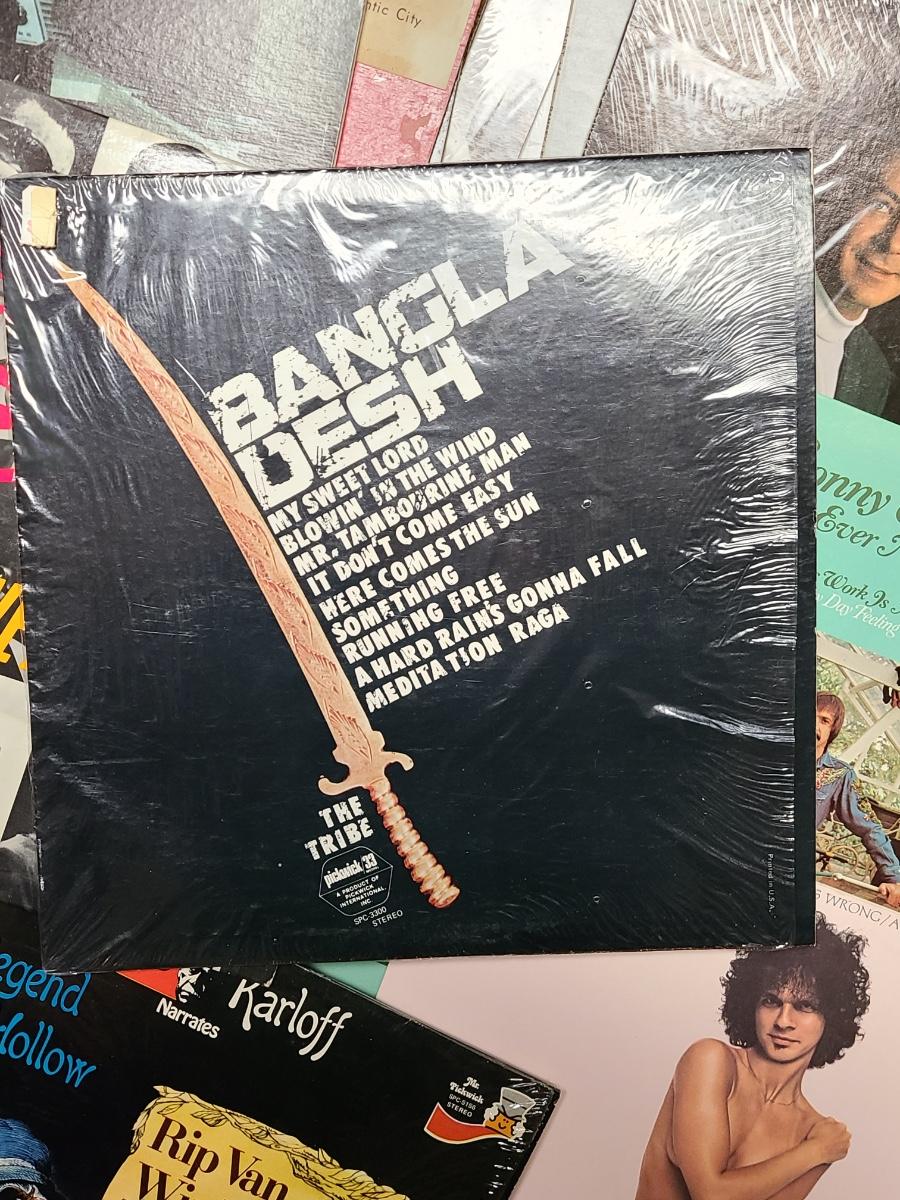 ntic City
BANGLA
DESH
MY SWEET LORD
BLOWIN' IN THE WIND
MR. TAMBOURINE MAN
IT DON'T COME EASY
HERE COMES THE SUN
SOMETHING
RUNNING FREE
A HARD RAIN'S GONNA FALL
MEDITATION RAGA
THE
TRIBE
pickwick/33
A PRODUCT OF
PICKWICK
INTERNATIONAL,
INC.
SPC-3300
STEREO
Printed in U.S.A.
onny
Ever
Work Is
Day Feeling
WRONG/A
egend
Hollow
Karloff
Narrates
Mr.
Pickwick
SPC-5156
STEREO
Rip Van
Wi